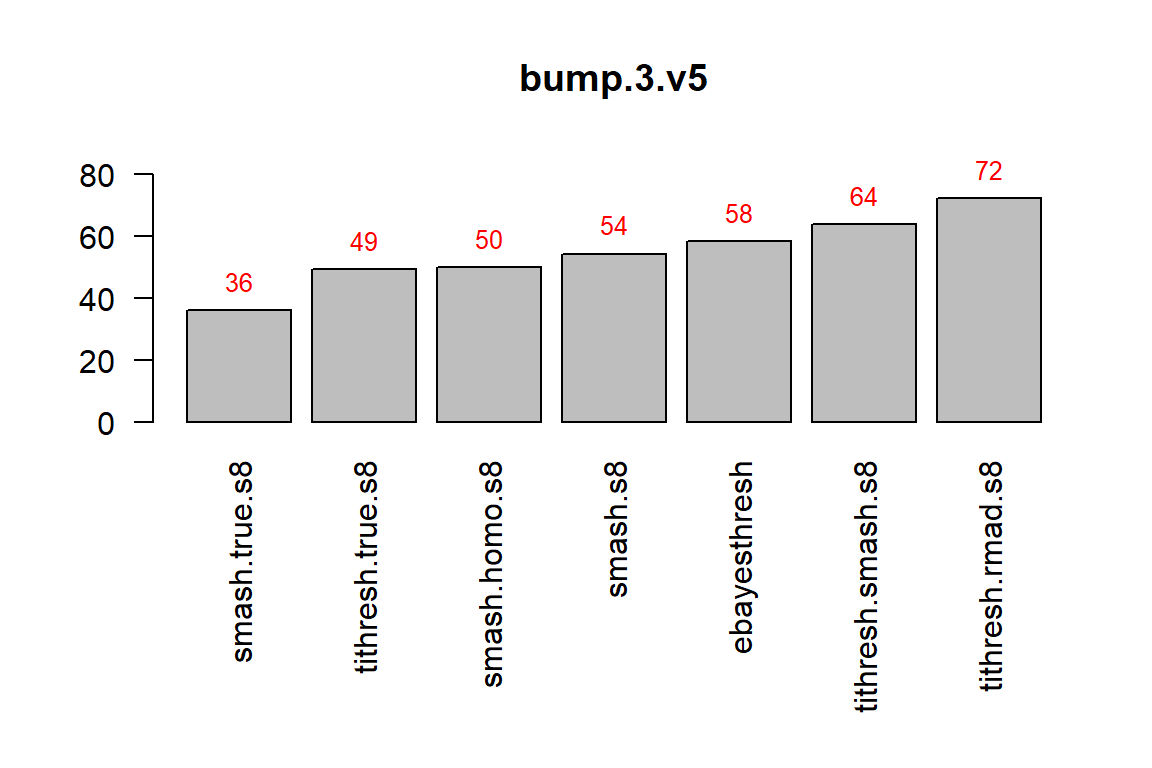 bump.3.v5
80
60
40
20
0
36
49
50
54
58
64
72
smash.true.s8
tithresh.true.s8
smash.homo.s8
smash.s8
ebayesthresh
tithresh.smash.s8
tithresh.rmad.s8